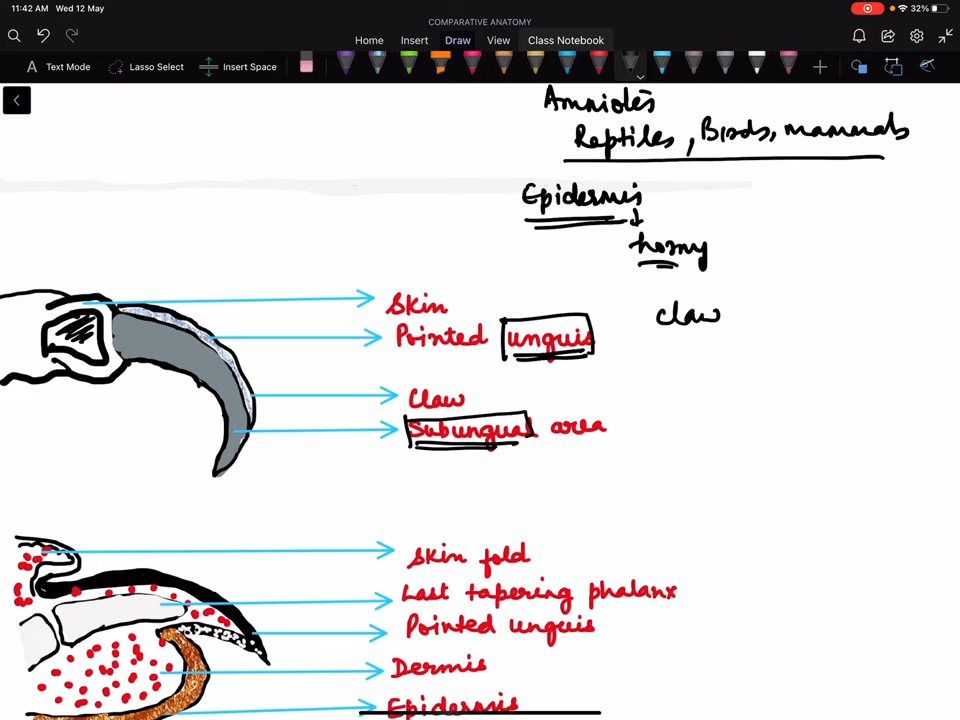 11:42 AM Wed 12 May
32%
COMPARATIVE ANATOMY
Home Insert Draw View Class Notebook
Text Mode Lasso Select Insert Space
Amniotes
Reptiles, Birds, mammals
Epidermis
horny
claw
Skin
Pointed unguis
Claw
Subungual area
Skin fold
Last tapering phalanx
Pointed unguis
Dermis
Epidermis